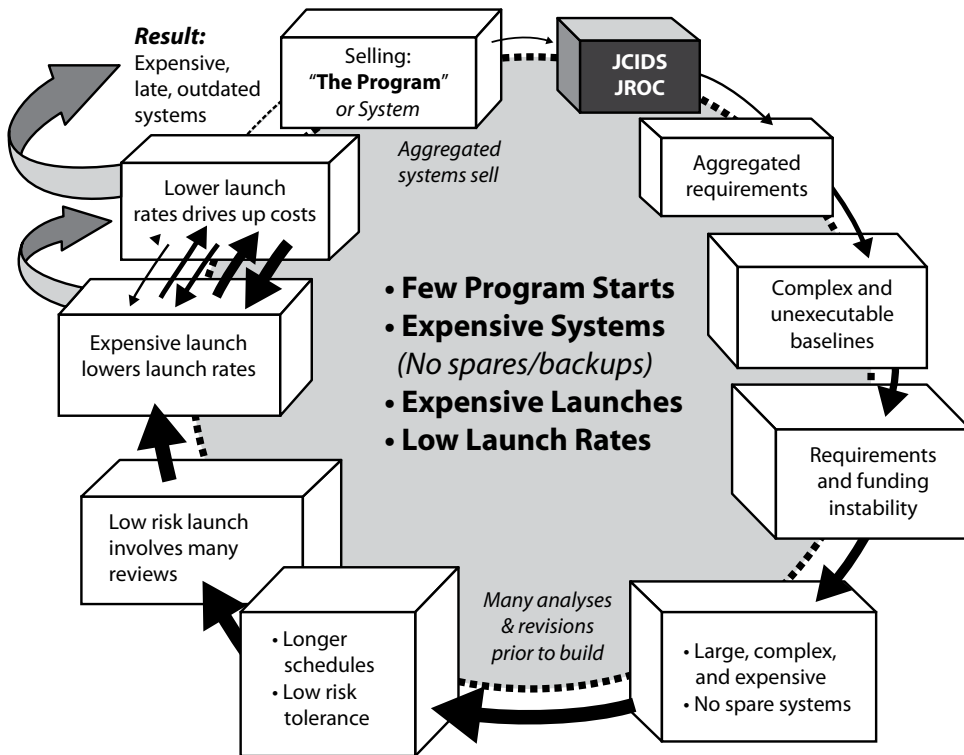 Result:
Expensive,
late, outdated
systems
Selling:
“The Program”
or System
JCIDS
JROC
Aggregated
systems sell
Aggregated
requirements
Complex and
unexecutable
baselines
Requirements
and funding
instability
• Large, complex,
and expensive
• No spare systems
Many analyses
& revisions
prior to build
• Longer
schedules
• Low risk
tolerance
Low risk launch
involves many
reviews
Expensive launch
lowers launch rates
Lower launch
rates drives up costs
• Few Program Starts
• Expensive Systems
(No spares/backups)
• Expensive Launches
• Low Launch Rates